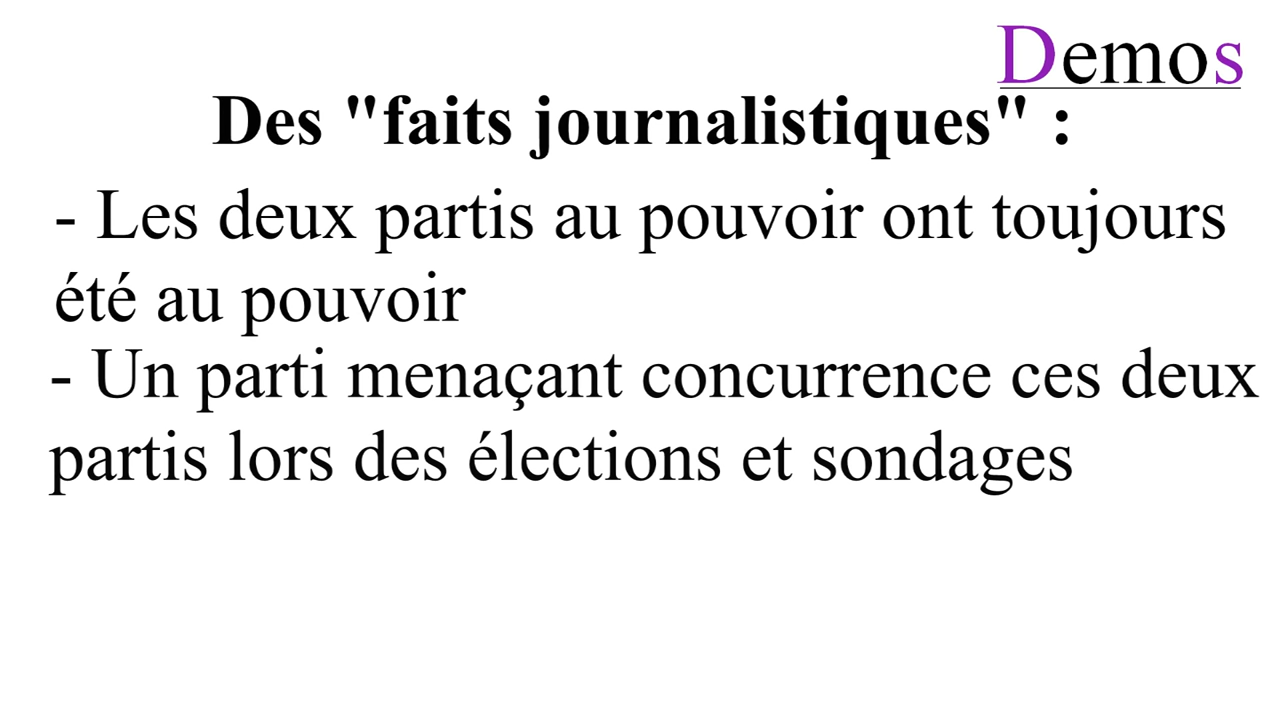 Demos
Des "faits journalistiques" :
- Les deux partis au pouvoir ont toujours
été au pouvoir
- Un parti menaçant concurrence ces deux
partis lors des élections et sondages